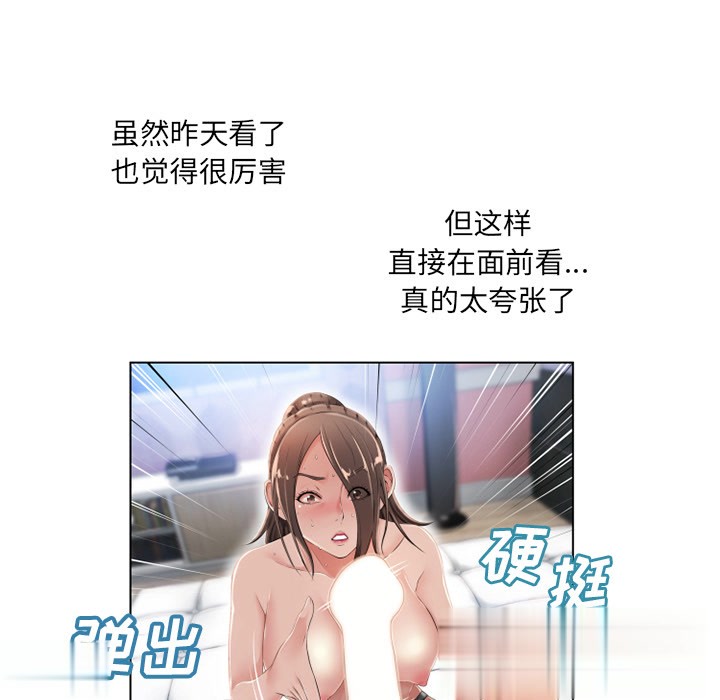 虽然昨天看了
也觉得很厉害
但这样
直接在面前看...
真的太夸张了
硬挺
弹出